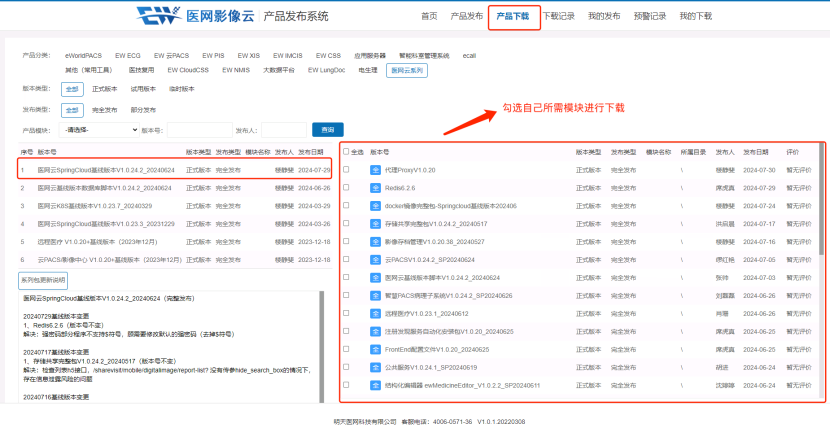 EW 医网影像云 产品发布系统 首页 产品发布 产品下载 下载记录 我的发布 预警记录 我的下载
产品分类： eWorldPACS EW ECG EW 云PACS EW PIS EW XIS EW IMCIS EW CSS 应用服务器 智能科室管理系统 ecall
其他（常用工具） 医技复用 EW CloudCSS EW NMIS 大数据平台 EW LungDoc 电生理 医网云系列
版本类型： 全部 正式版本 试用版本 临时版本
发布类型： 全部 完全发布 部分发布
勾选自己所需模块进行下载
产品模块： -请选择- 版本号： 发布人： 查询
序号 版本号 版本类型 发布类型 模块名称 发布人 发布日期
1 医网云SpringCloud基线版本V1.0.24.2_20240624 正式版本 完全发布 楼静斐 2024-07-29
2 医网云基线版本数据库脚本V1.0.24.2_20240624 正式版本 完全发布 楼静斐 2024-06-26
3 医网云K8S基线版本V1.0.23.7_20240329 正式版本 完全发布 楼静斐 2024-03-29
4 医网云SpringCloud基线版本V1.0.23.3_20231229 正式版本 完全发布 楼静斐 2024-03-26
5 远程医疗 V1.0.20+基线版本（2023年12月） 正式版本 完全发布 楼静斐 2023-12-18
6 云PACS/影像中心 V1.0.20+基线版本（2023年12月） 正式版本 完全发布 楼静斐 2023-12-18
系列包更新说明
医网云SpringCloud基线版本V1.0.24.2_20240624（完整发布）
20240729基线版本变更
1、Redis6.2.6（版本号不变）
解决：强密码部分程序不支持$符号，顾需要修改默认的强密码（去掉$符号）
20240717基线版本变更
1、存储共享完整包V1.0.24.2_20240517（版本号不变）
解决：检查列表h5接口，/sharevisit/mobile/digitalimage/report-list? 没有传参hide_search_box的情况下，
存在信息泄露风险的问题
20240716基线版本变更
全选 版本号 版本类型 发布类型 模块名称 所属目录 发布人 发布日期 评价
全 代理ProxyV1.0.20 正式版本 完全发布 \ 楼静斐 2024-07-30 暂无评价
全 Redis6.2.6 正式版本 完全发布 \ 席虎真 2024-07-29 暂无评价
全 docker镜像完整包-Springcloud基线版本202406 正式版本 完全发布 \ 楼静斐 2024-07-24 暂无评价
全 存储共享完整包V1.0.24.2_20240517 正式版本 完全发布 \ 2024-07-17 暂无评价
全 影像存档管理V1.0.20.38_20240527 正式版本 完全发布 \ 楼静斐 2024-07-16 暂无评价
全 云PACSV1.0.24.2_SP20240624 正式版本 完全发布 \ 2024-07-05 暂无评价
全 医网云基线版本脚本V1.0.24.2_20240624 正式版本 完全发布 \ 2024-07-03 暂无评价
全 智慧PACS病理子系统V1.0.24.2_SP20240626 正式版本 完全发布 \ 2024-06-26 暂无评价
全 远程医疗V1.0.23.1_20240612 正式版本 完全发布 \ 肖珊 2024-06-26 暂无评价
全 注册发现服务自动化安装包V1.0.20_20240625 正式版本 完全发布 \ 席虎真 2024-06-25 暂无评价
全 FrontEnd配置文件V1.0.20_20240625 正式版本 完全发布 \ 席虎真 2024-06-25 暂无评价
全 公共服务V1.0.24.1_SP20240619 正式版本 完全发布 \ 2024-06-24 暂无评价
全 结构化编辑器 ewMedicineEditor_V1.0.2.2_SP20240611 正式版本 完全发布 \ 沈婷婷 2024-06-24 暂无评价
明天医网科技有限公司 客服电话：4006-0571-36 V1.0.1.20220308